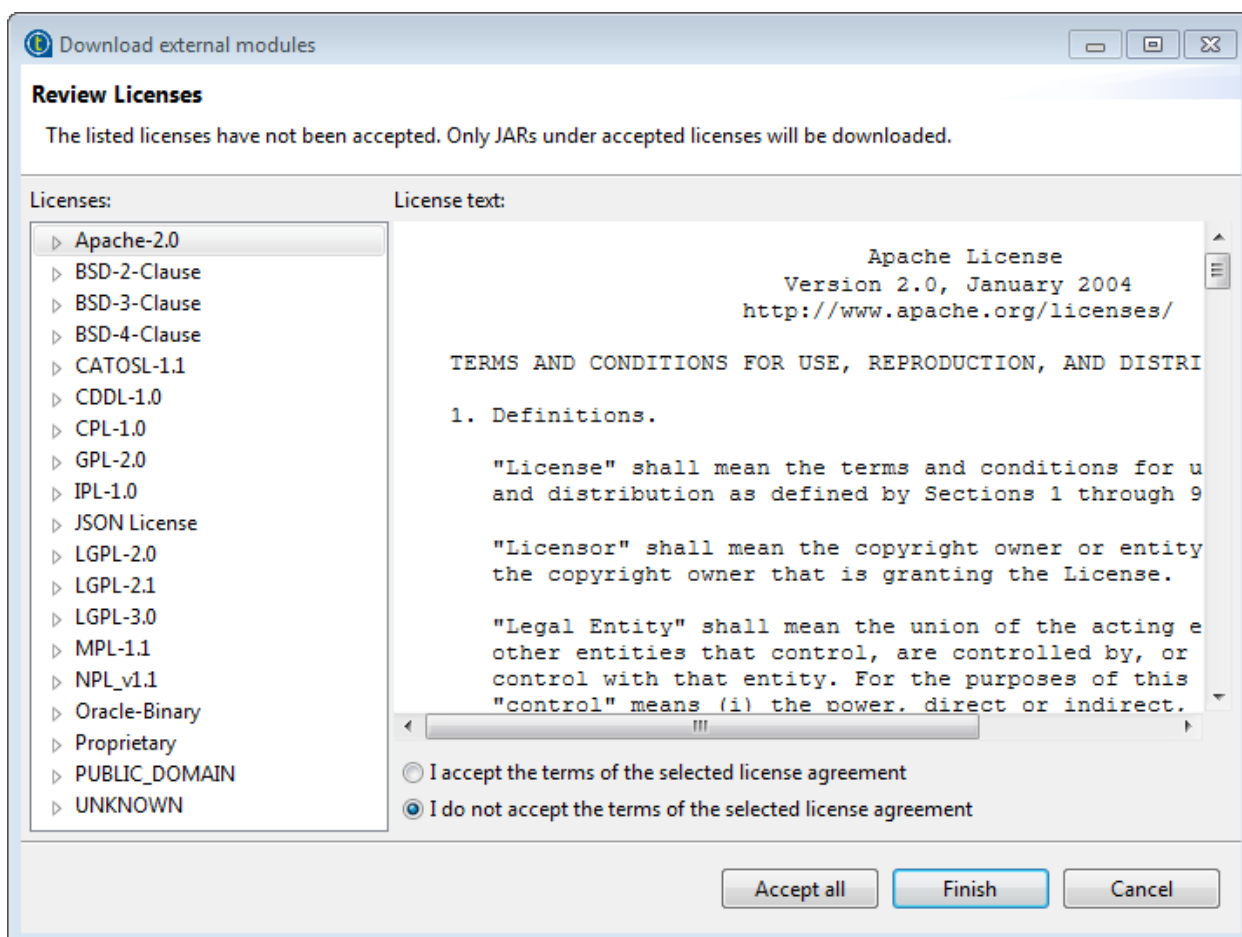 Download external modules
Review Licenses
The listed licenses have not been accepted. Only JARs under accepted licenses will be downloaded.
Licenses:
Apache-2.0
BSD-2-Clause
BSD-3-Clause
BSD-4-Clause
CATOSL-1.1
CDDL-1.0
CPL-1.0
GPL-2.0
IPL-1.0
JSON License
LGPL-2.0
LGPL-2.1
LGPL-3.0
MPL-1.1
NPL_v1.1
Oracle-Binary
Proprietary
PUBLIC_DOMAIN
UNKNOWN
License text:
Apache License
Version 2.0, January 2004
http://www.apache.org/licenses/
TERMS AND CONDITIONS FOR USE, REPRODUCTION, AND DISTRI
1. Definitions.
"License" shall mean the terms and conditions for u
and distribution as defined by Sections 1 through 9
"Licensor" shall mean the copyright owner or entity
the copyright owner that is granting the License.
"Legal Entity" shall mean the union of the acting e
other entities that control, are controlled by, or
control with that entity. For the purposes of this
"control" means (i) the power, direct or indirect,
I accept the terms of the selected license agreement
I do not accept the terms of the selected license agreement
Accept all
Finish
Cancel